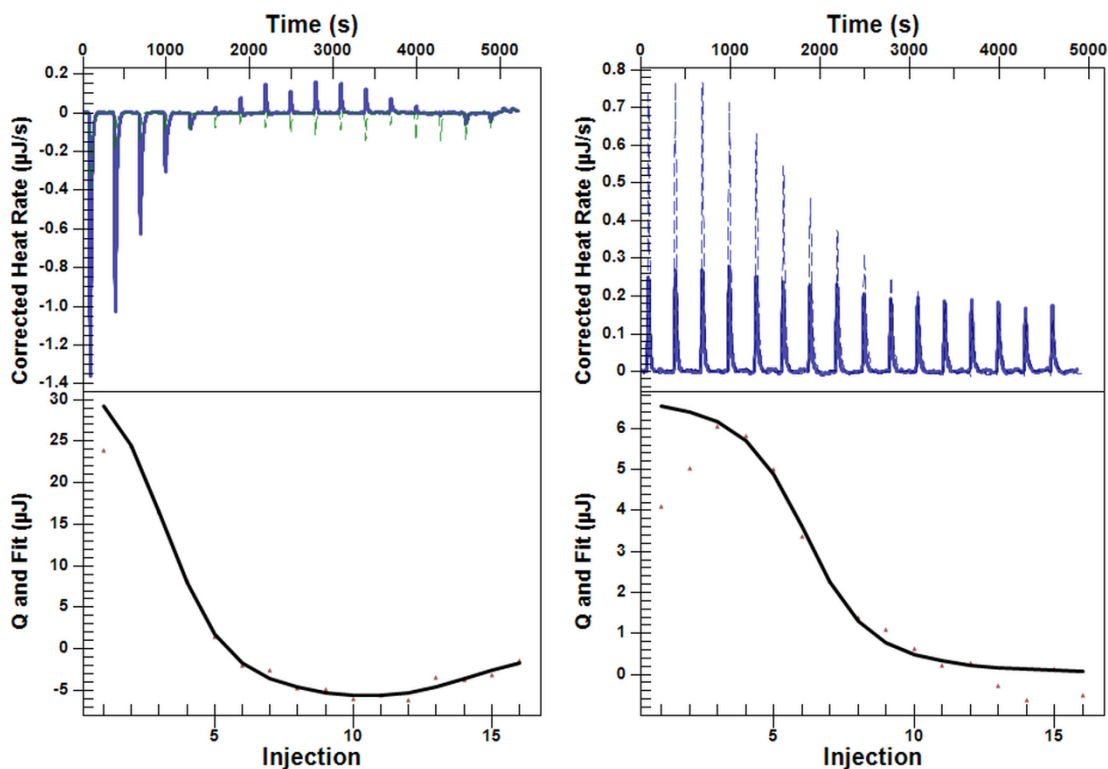 Time (s)
0 1000 2000 3000 4000 5000
Corrected Heat Rate (µJ/s)
0.2
0
-0.2
-0.4
-0.6
-0.8
-1.0
-1.2
-1.4
Q and Fit (µJ)
30
25
20
15
10
5
0
-5
5 10 15
Injection
Time (s)
0 1000 2000 3000 4000 5000
Corrected Heat Rate (µJ/s)
0.8
0.7
0.6
0.5
0.4
0.3
0.2
0.1
0
Q and Fit (µJ)
6
5
4
3
2
1
0
5 10 15
Injection